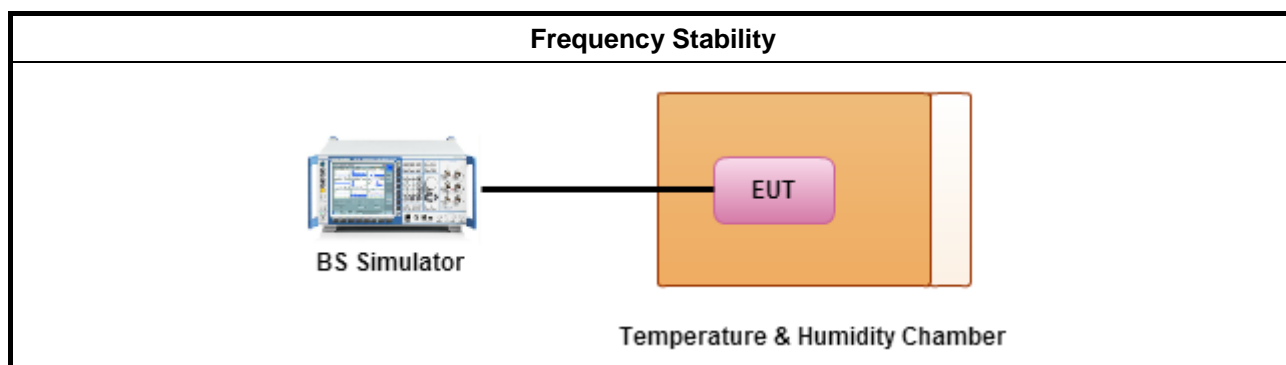 Frequency Stability
EUT
BS Simulator
Temperature & Humidity Chamber